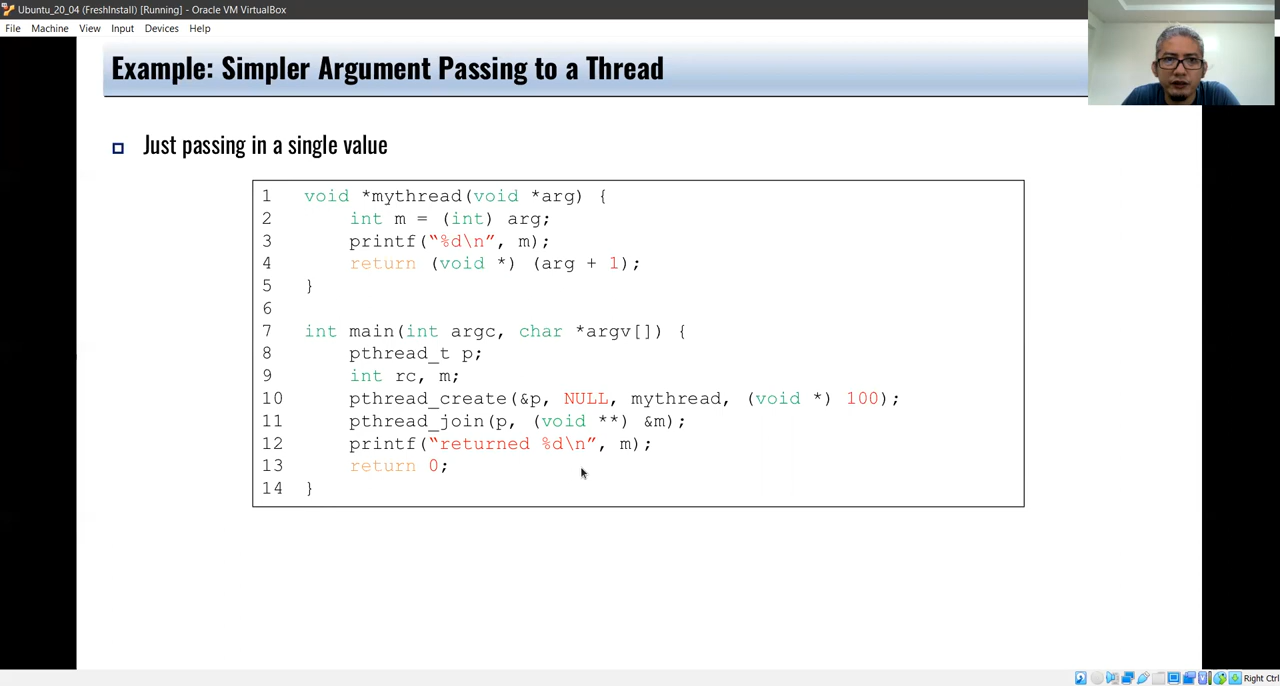 Ubuntu_20_04 (FreshInstall) [Running] - Oracle VM VirtualBox
File Machine View Input Devices Help
Example: Simpler Argument Passing to a Thread
Just passing in a single value
1 void *mythread(void *arg) {
2 int m = (int) arg;
3 printf(“%d\n”, m);
4 return (void *) (arg + 1);
5 }
6
7 int main(int argc, char *argv[]) {
8 pthread_t p;
9 int rc, m;
10 pthread_create(&p, NULL, mythread, (void *) 100);
11 pthread_join(p, (void **) &m);
12 printf(“returned %d\n”, m);
13 return 0;
14 }
Right Ctrl